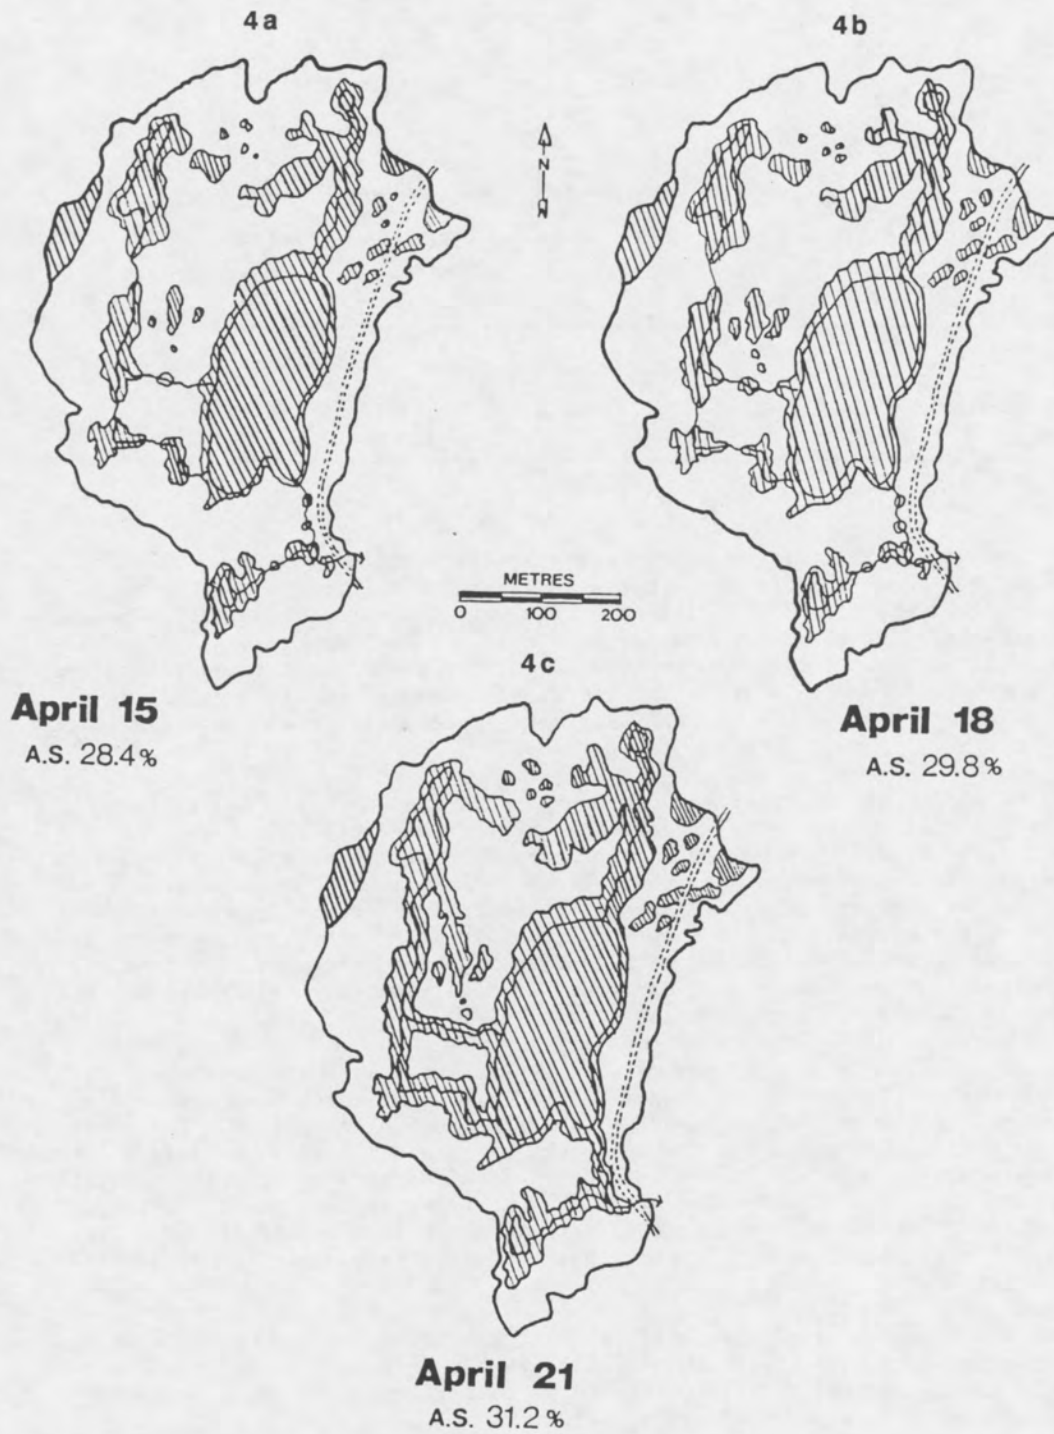 4a
4b
N
METRES
0 100 200
April 15
A.S. 28.4%
April 18
A.S. 29.8%
4c
April 21
A.S. 31.2%